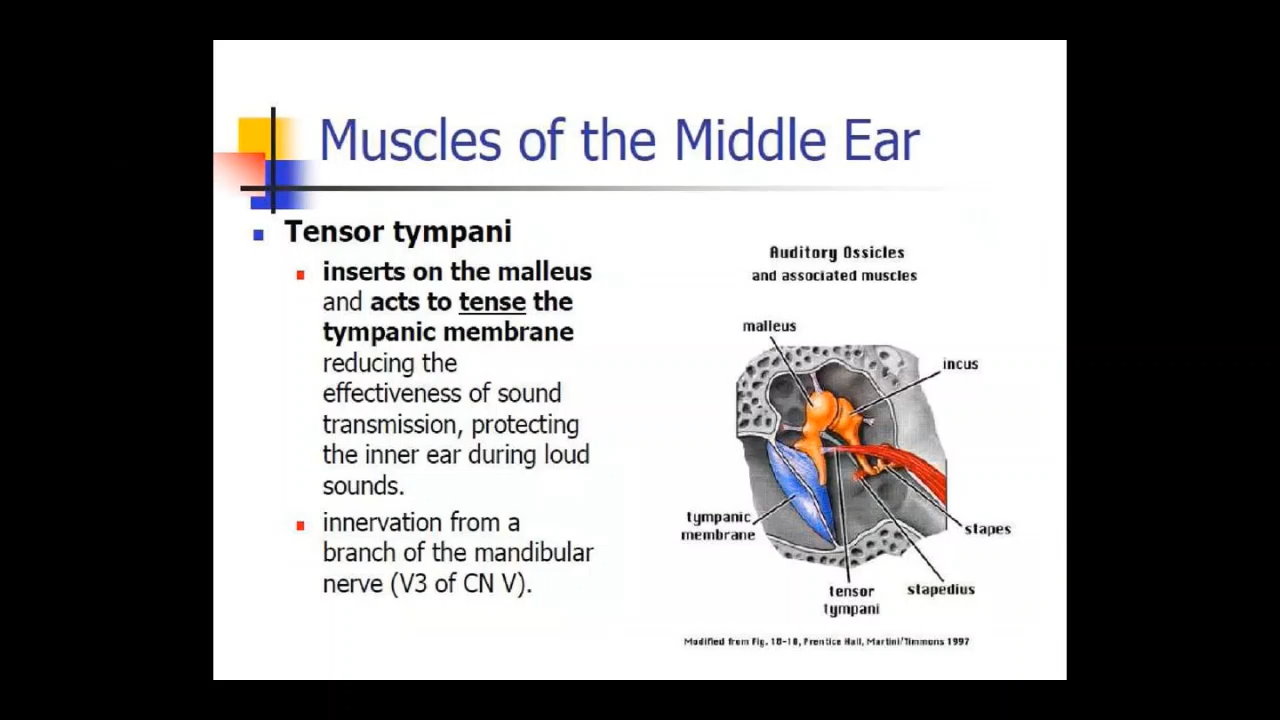 Muscles of the Middle Ear
Tensor tympani
inserts on the malleus
and acts to tense the
tympanic membrane
reducing the
effectiveness of sound
transmission, protecting
the inner ear during loud
sounds.
innervation from a
branch of the mandibular
nerve (V3 of CN V).
Auditory Ossicles
and associated muscles
malleus
incus
tympanic
membrane
stapes
stapedius
tensor
tympani
Modified from Fig. 18-10, Prentice Hall, Martini/Timmons 1997